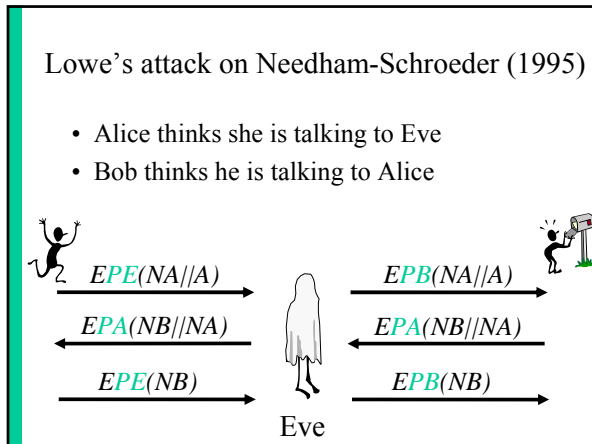 Lowe's attack on Needham-Schroeder (1995)
• Alice thinks she is talking to Eve
• Bob thinks he is talking to Alice
EPE(NA//A)
EPB(NA//A)
EPA(NB//NA)
EPA(NB//NA)
EPE(NB)
EPB(NB)
Eve